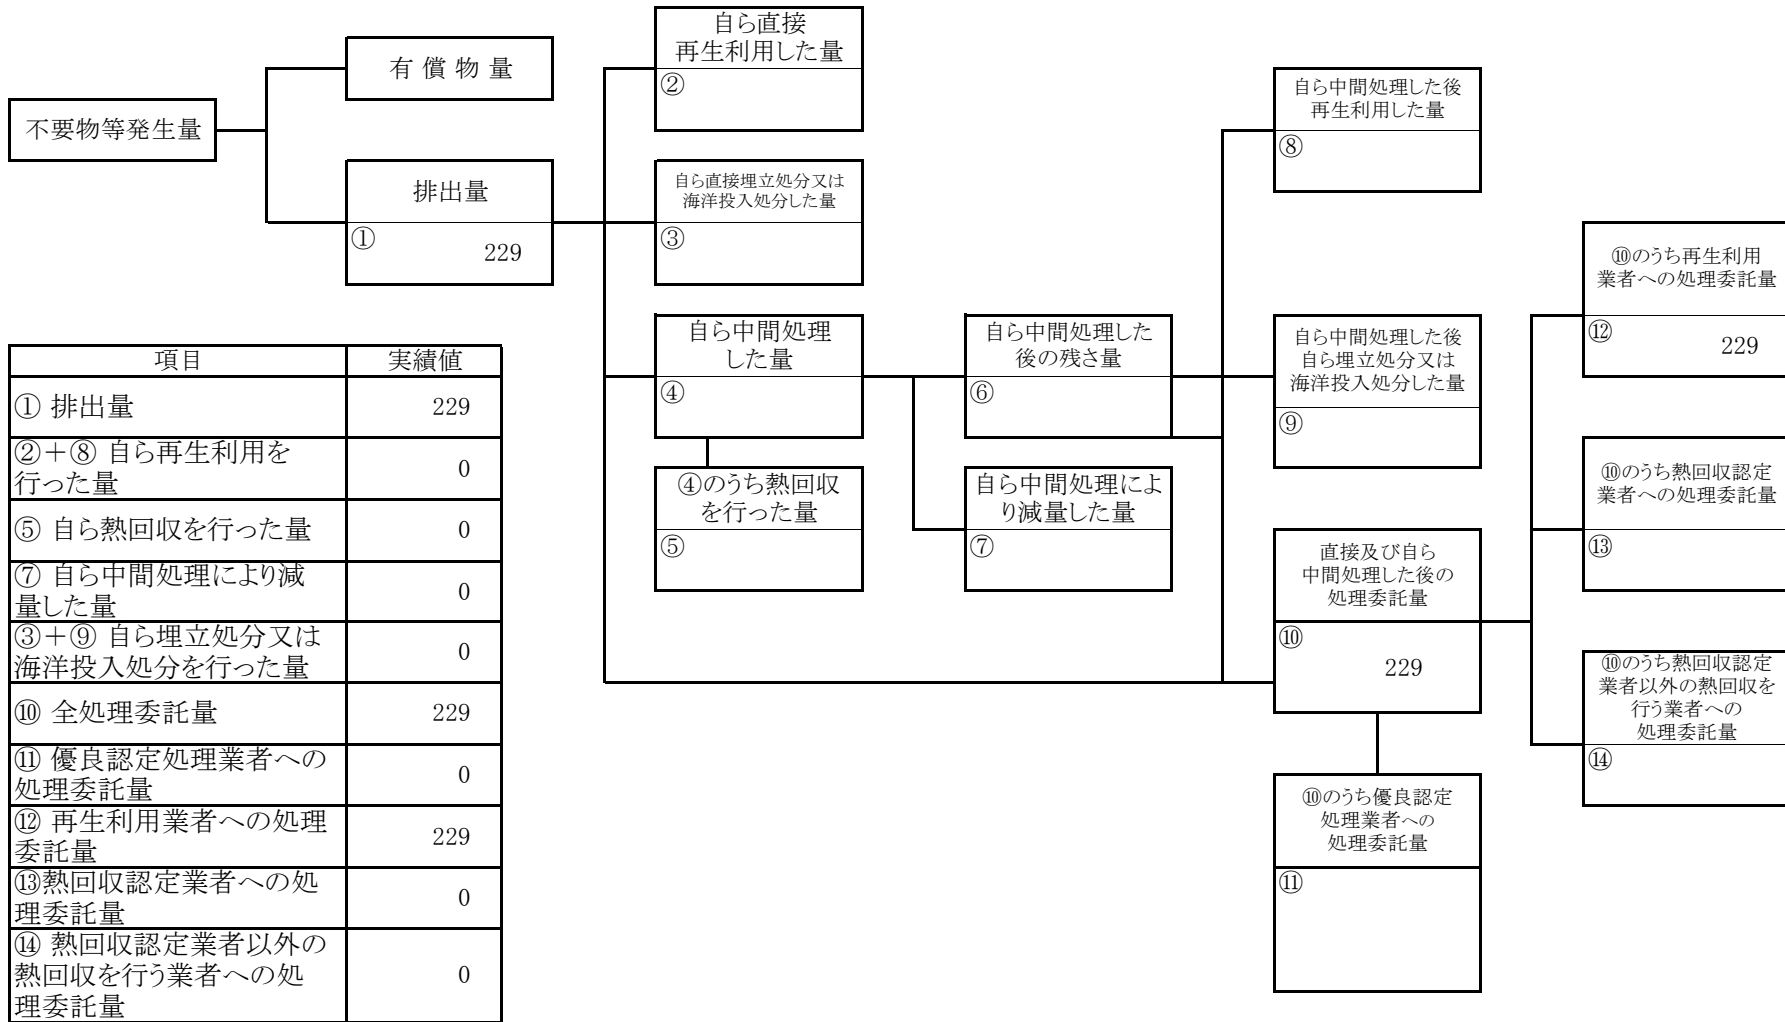 不要物等発生量
有償物量
排出量
①
229
自ら直接
再生利用した量
②
自ら直接埋立処分又は
海洋投入処分した量
③
自ら中間処理
した量
④
④のうち熱回収
を行った量
⑤
自ら中間処理した
後の残さ量
⑥
自ら中間処理によ
り減量した量
⑦
自ら中間処理した後
再生利用した量
⑧
自ら中間処理した後
自ら埋立処分又は
海洋投入処分した量
⑨
直接及び自ら
中間処理した後の
処理委託量
⑩
229
⑩のうち優良認定
処理業者への
処理委託量
⑪
⑩のうち再生利用
業者への処理委託量
⑫
229
⑩のうち熱回収認定
業者への処理委託量
⑬
⑩のうち熱回収認定
業者以外の熱回収を
行う業者への
処理委託量
⑭
項目 実績値
① 排出量 229
②＋⑧ 自ら再生利用を
行った量 0
⑤ 自ら熱回収を行った量 0
⑦ 自ら中間処理により減
量した量 0
③＋⑨ 自ら埋立処分又は
海洋投入処分を行った量 0
⑩ 全処理委託量 229
⑪ 優良認定処理業者への
処理委託量 0
⑫ 再生利用業者への処理
委託量 229
⑬熱回収認定業者への処
理委託量 0
⑭ 熱回収認定業者以外の
熱回収を行う業者への処
理委託量 0